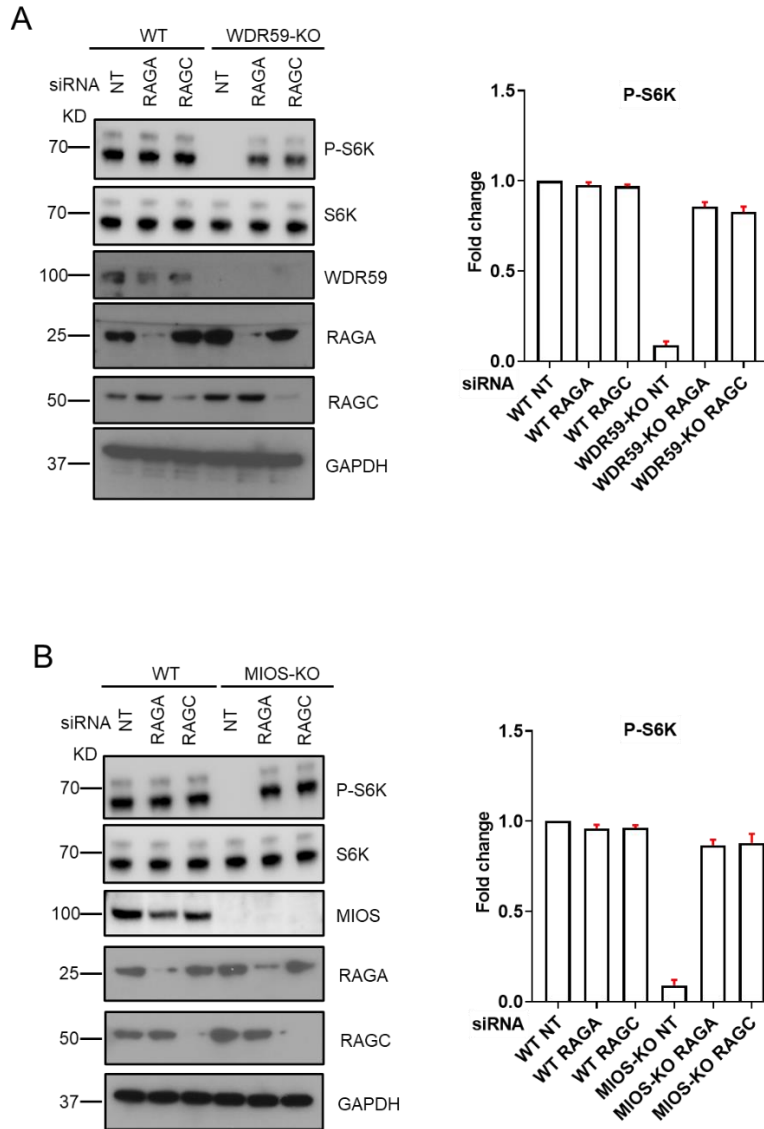 A
WT WDR59-KO
siRNA NT RAGA RAGC NT RAGA RAGC
KD
70 P-S6K
70 S6K
100 WDR59
25 RAGA
50 RAGC
37 GAPDH
P-S6K
Fold change
1.5
1.0
0.5
0.0
siRNA
WT NT
WT RAGA
WT RAGC
WDR59-KO NT
WDR59-KO RAGA
WDR59-KO RAGC
B
WT MIOS-KO
siRNA NT RAGA RAGC NT RAGA RAGC
KD
70 P-S6K
70 S6K
100 MIOS
25 RAGA
50 RAGC
37 GAPDH
P-S6K
Fold change
1.5
1.0
0.5
0.0
siRNA
WT NT
WT RAGA
WT RAGC
MIOS-KO NT
MIOS-KO RAGA
MIOS-KO RAGC